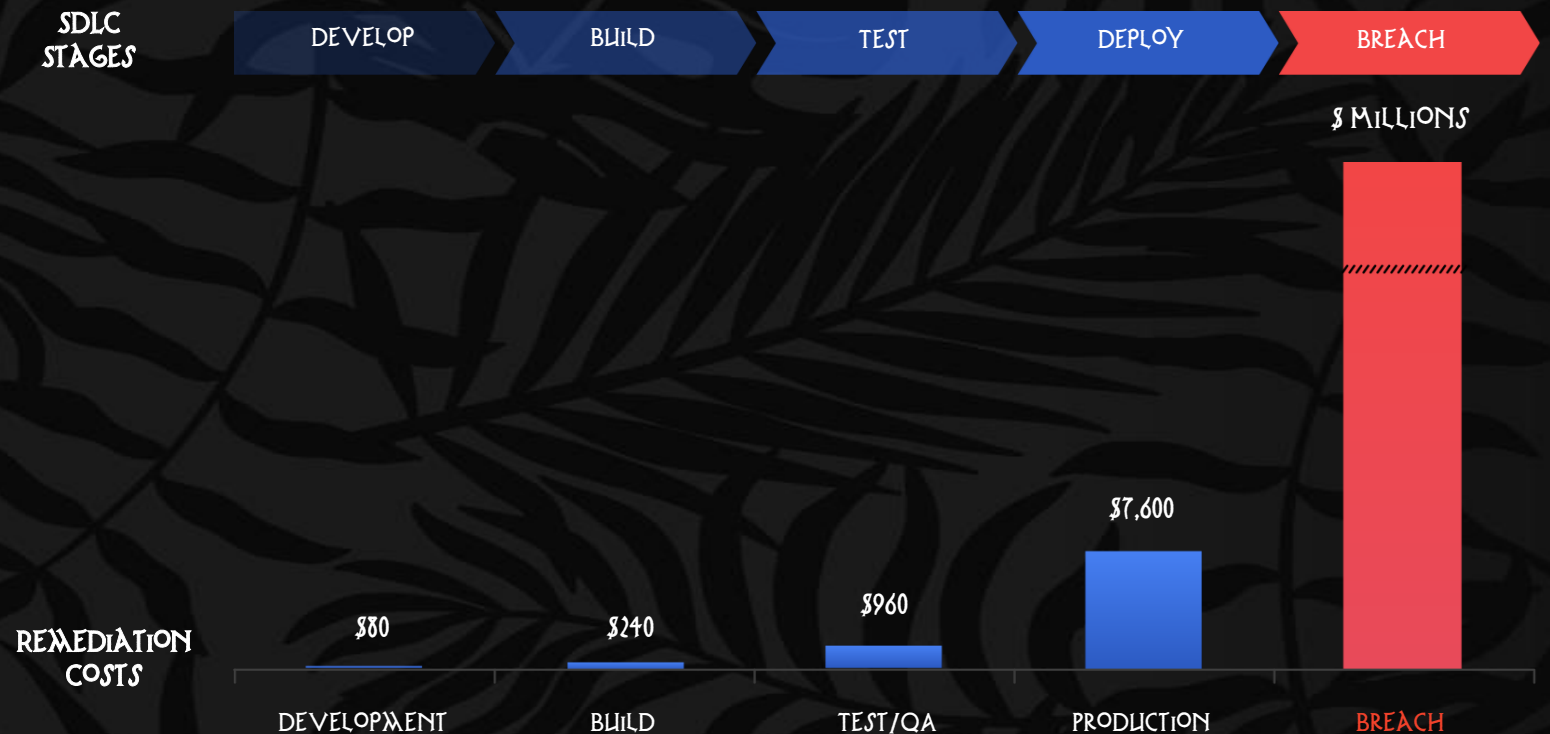 SDLC
STAGES
DEVELOP
BUILD
TEST
DEPLOY
BREACH
$ MILLIONS
$7,600
$960
$80
$240
REMEDIATION
COSTS
DEVELOPMENT
BUILD
TEST/QA
PRODUCTION
BREACH